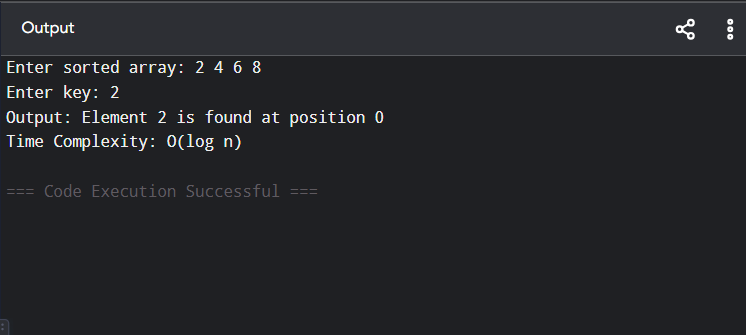 Output
Enter sorted array: 2 4 6 8
Enter key: 2
Output: Element 2 is found at position 0
Time Complexity: O(log n)
=== Code Execution Successful ===